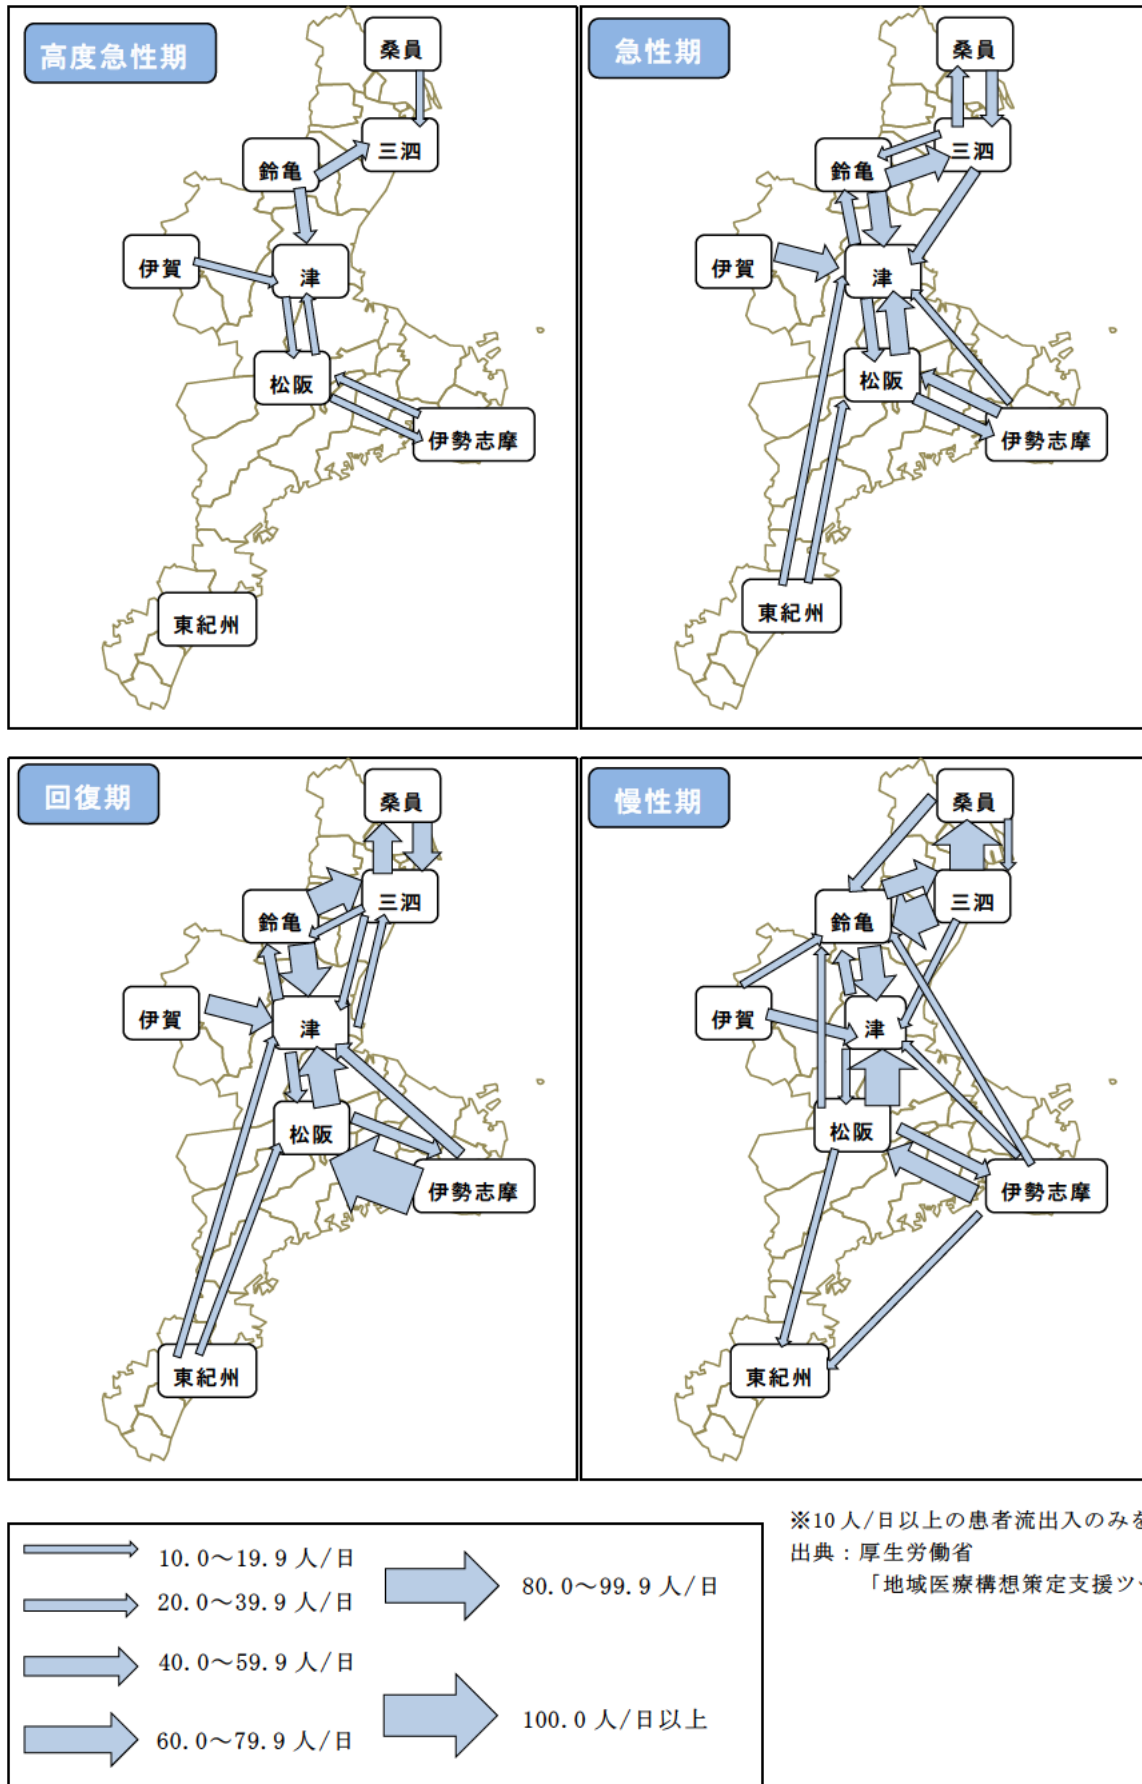 高度急性期
桑員
三泗
鈴亀
伊賀
津
松阪
伊勢志摩
東紀州
急性期
桑員
三泗
鈴亀
伊賀
津
松阪
伊勢志摩
東紀州
回復期
桑員
三泗
鈴亀
伊賀
津
松阪
伊勢志摩
東紀州
慢性期
桑員
三泗
鈴亀
伊賀
津
松阪
伊勢志摩
東紀州
10.0～19.9 人/日
20.0～39.9 人/日
40.0～59.9 人/日
60.0～79.9 人/日
80.0～99.9 人/日
100.0 人/日以上
※10 人/日以上の患者流出入のみを
出典：厚生労働省
「地域医療構想策定支援ツ